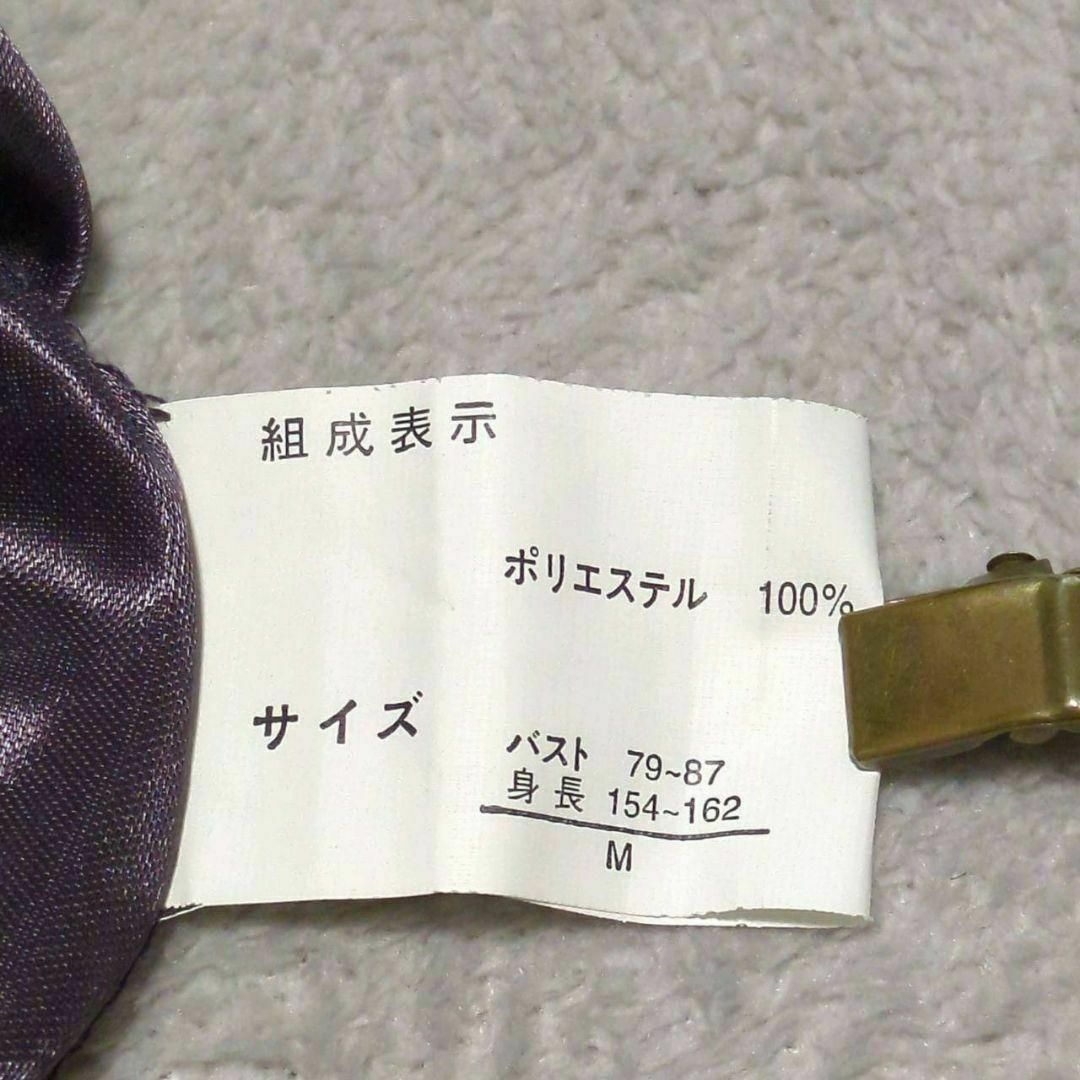 組成表示
ポリエステル 100%
サイズ
バスト 79~87
身長 154~162
M